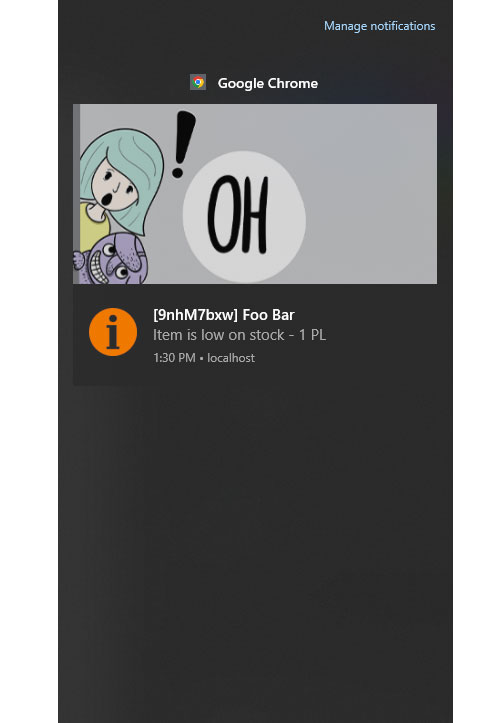 Manage notifications
Google Chrome
!
OH
[9nhM7bxw] Foo Bar
Item is low on stock - 1 PL
1:30 PM • localhost